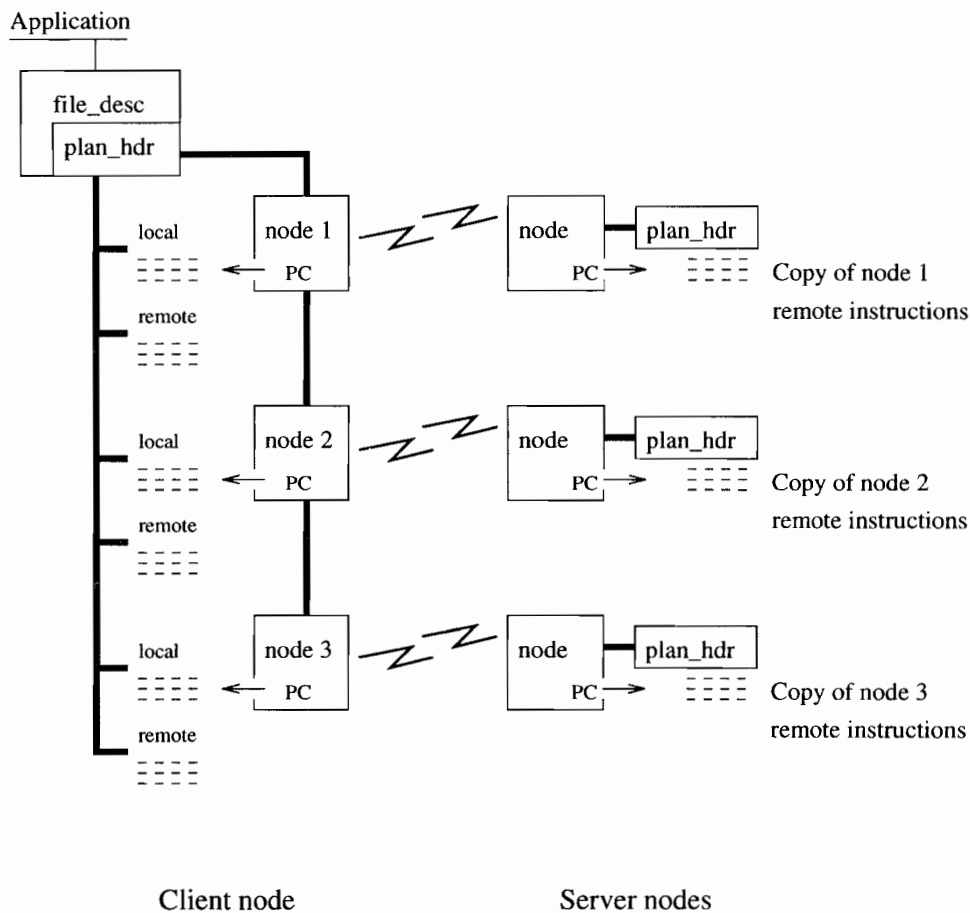 Application
file_desc
plan_hdr
local
node 1
PC
remote
node
plan_hdr
PC
Copy of node 1
remote instructions
local
node 2
PC
remote
node
plan_hdr
PC
Copy of node 2
remote instructions
local
node 3
PC
remote
node
plan_hdr
PC
Copy of node 3
remote instructions
Client node
Server nodes